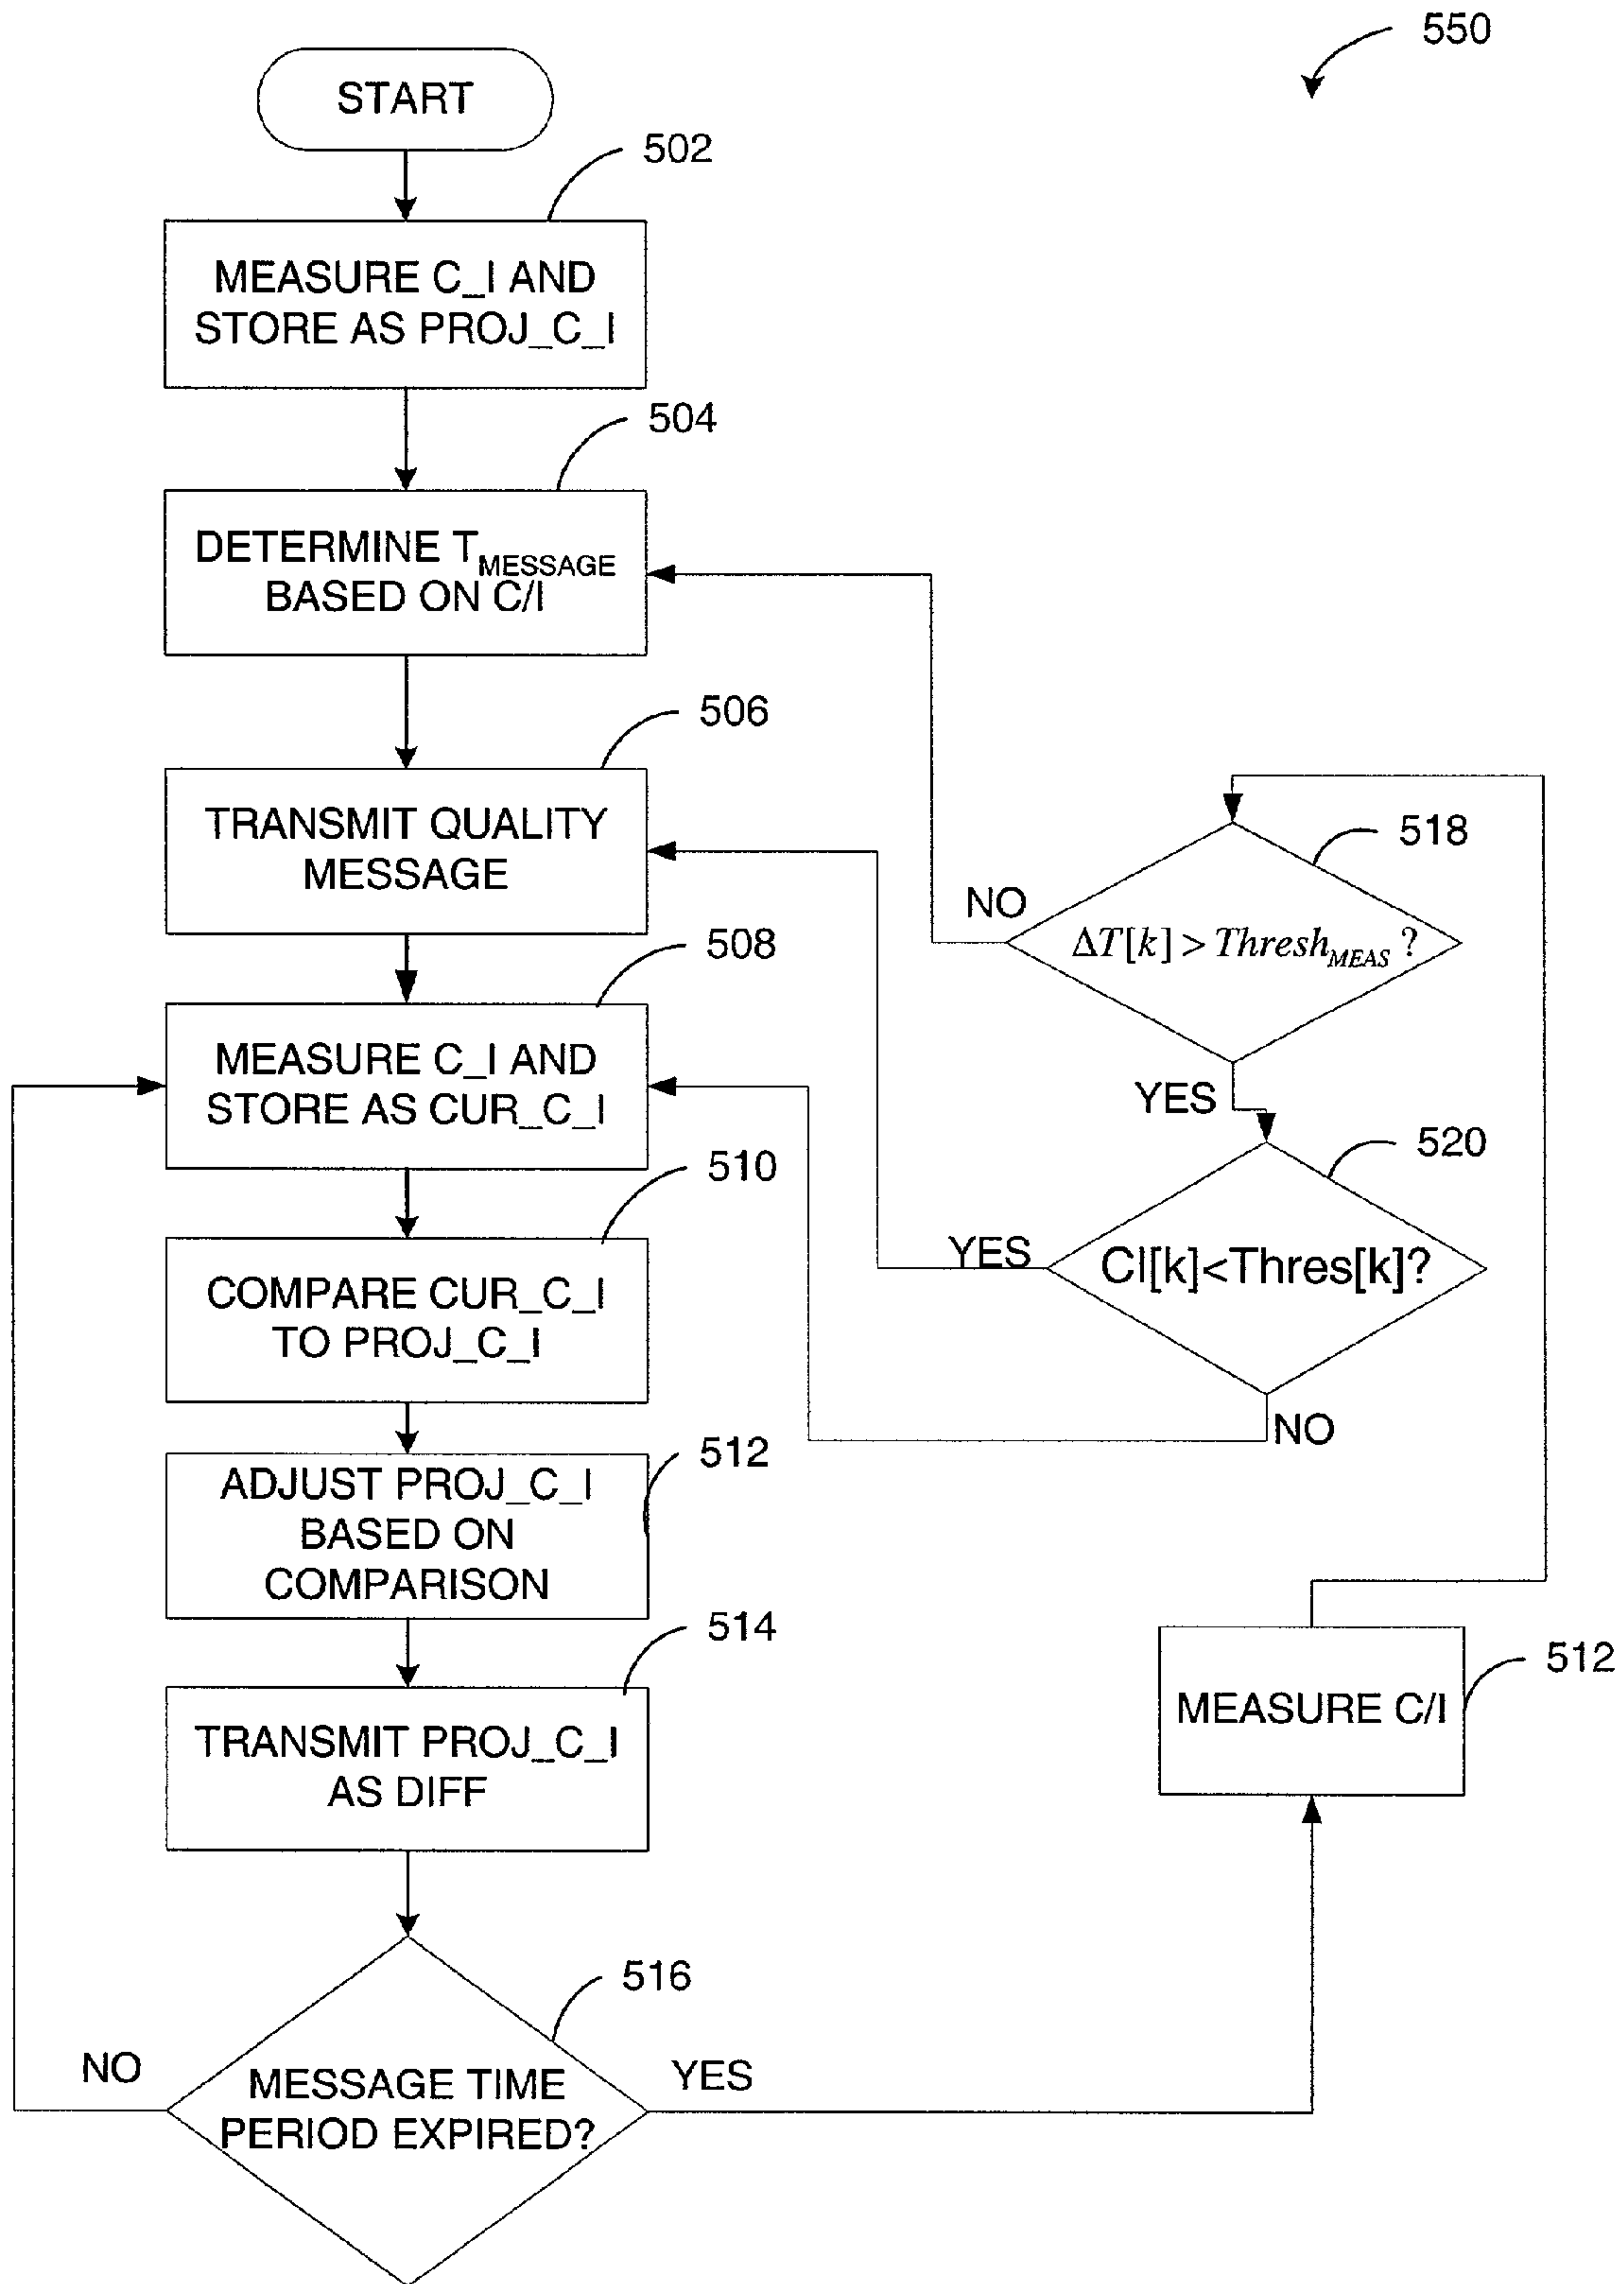 550
START
502
MEASURE C_I AND
STORE AS PROJ_C_I
504
DETERMINE T_MESSAGE
BASED ON C/I
506
TRANSMIT QUALITY
MESSAGE
518
NO
ΔT[k] > Thresh_MEAS ?
508
MEASURE C_I AND
STORE AS CUR_C_I
YES
520
510
YES
CI[k]<Thres[k]?
COMPARE CUR_C_I
TO PROJ_C_I
NO
512
ADJUST PROJ_C_I
BASED ON
COMPARISON
514
TRANSMIT PROJ_C_I
AS DIFF
512
MEASURE C/I
516
NO
YES
MESSAGE TIME
PERIOD EXPIRED?